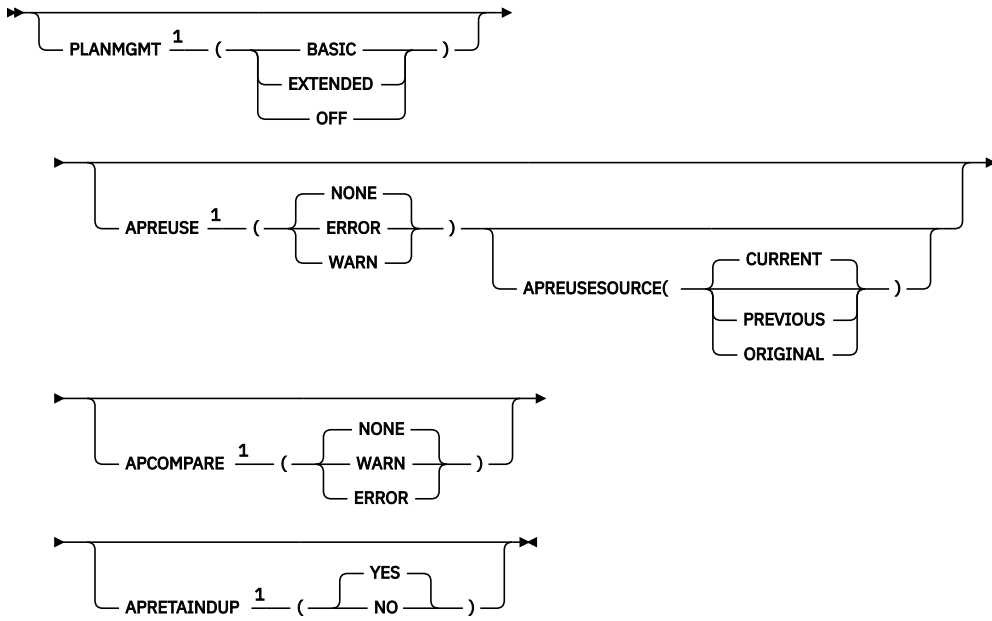 PLANMGMT 1 ( BASIC )
EXTENDED
OFF
NONE
APREUSE 1 ( ERROR )
WARN
CURRENT
APREUSESOURCE( )
PREVIOUS
ORIGINAL
NONE
APCOMPARE 1 ( WARN )
ERROR
YES
APRETAINDUP 1 ( NO )